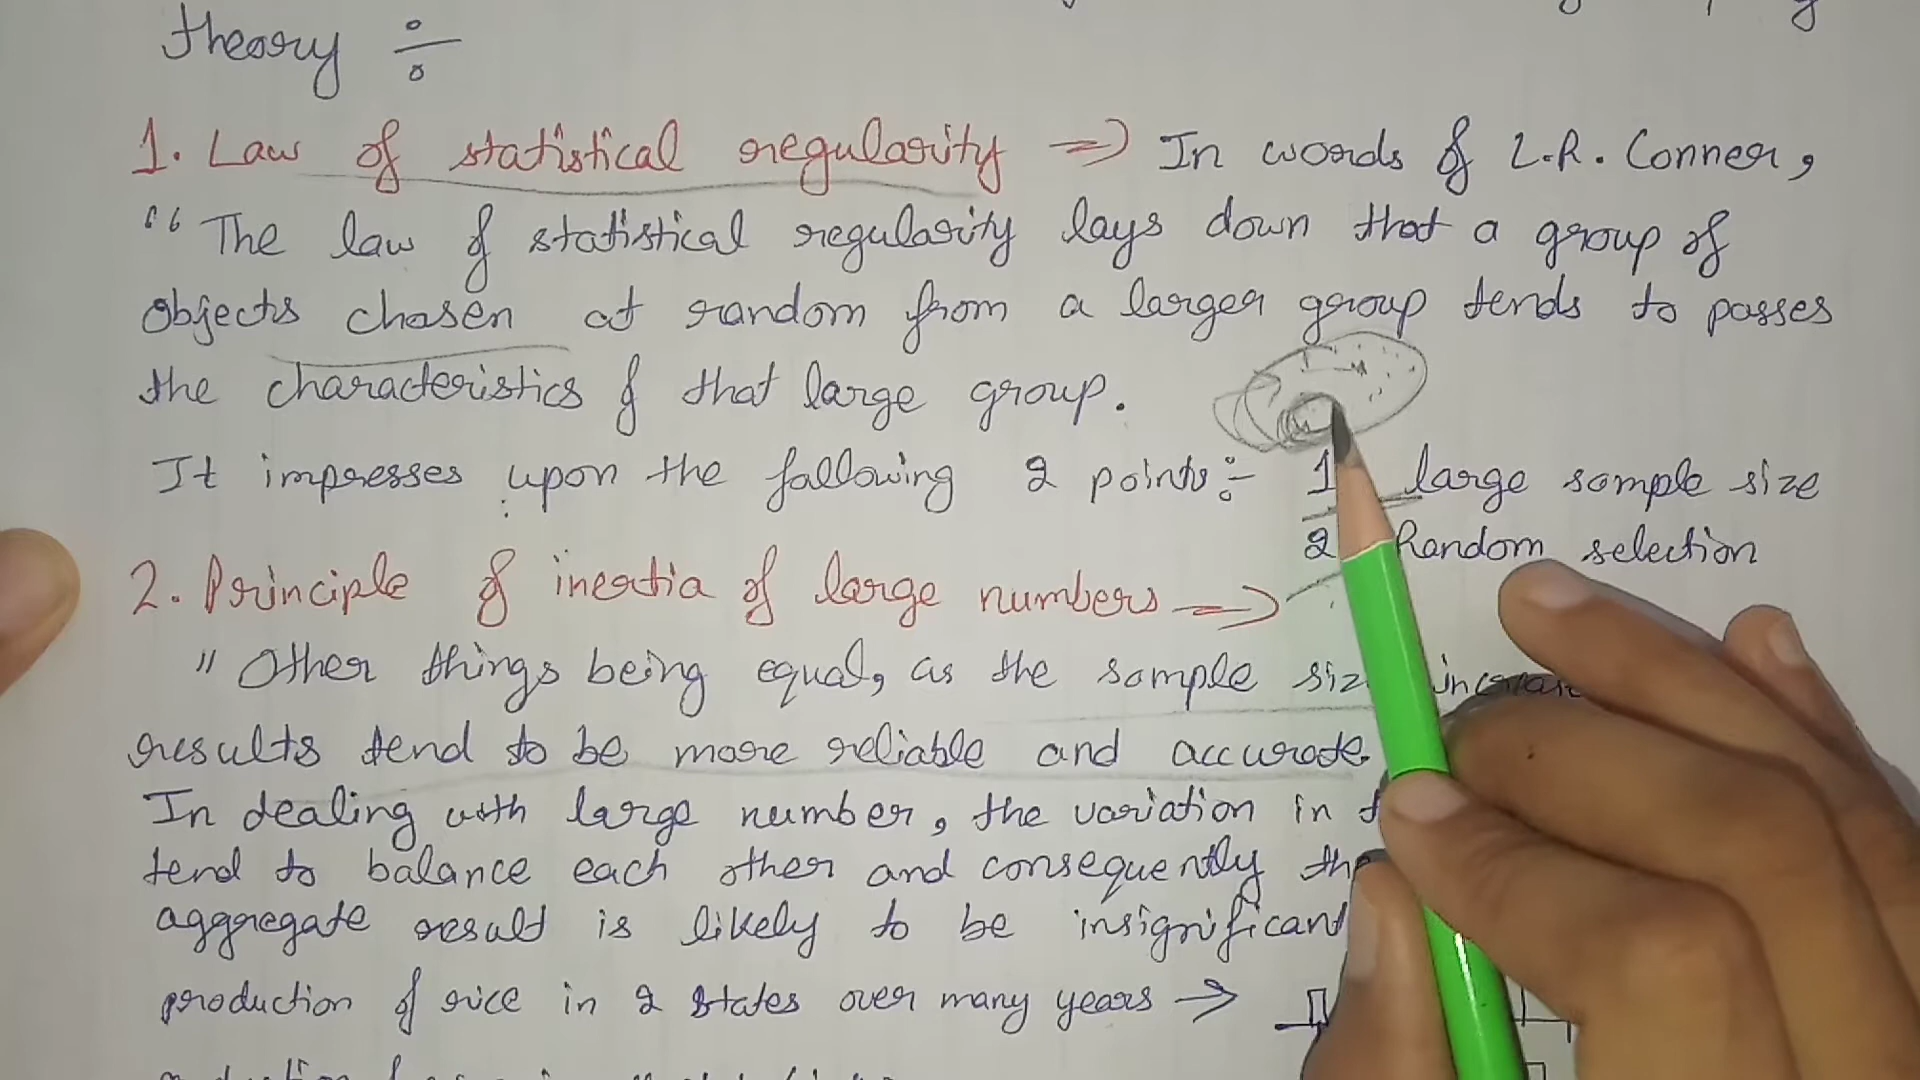 theory ÷
1. Law of statistical regularity => In words of L.R. Conner,
“The law of statistical regularity lays down that a group of
objects chosen at random from a larger group tends to posses
the characteristics of that large group.
It impresses upon the following 2 points :- 1 large sample size
2 Random selection
2. Principle of inertia of large numbers =>
" Other things being equal, as the sample
results tend to be more reliable and accurate.
In dealing with large number, the variation in
tend to balance each other and consequently
aggregate result is likely to be insignificant
production of rice in 2 states over many years →